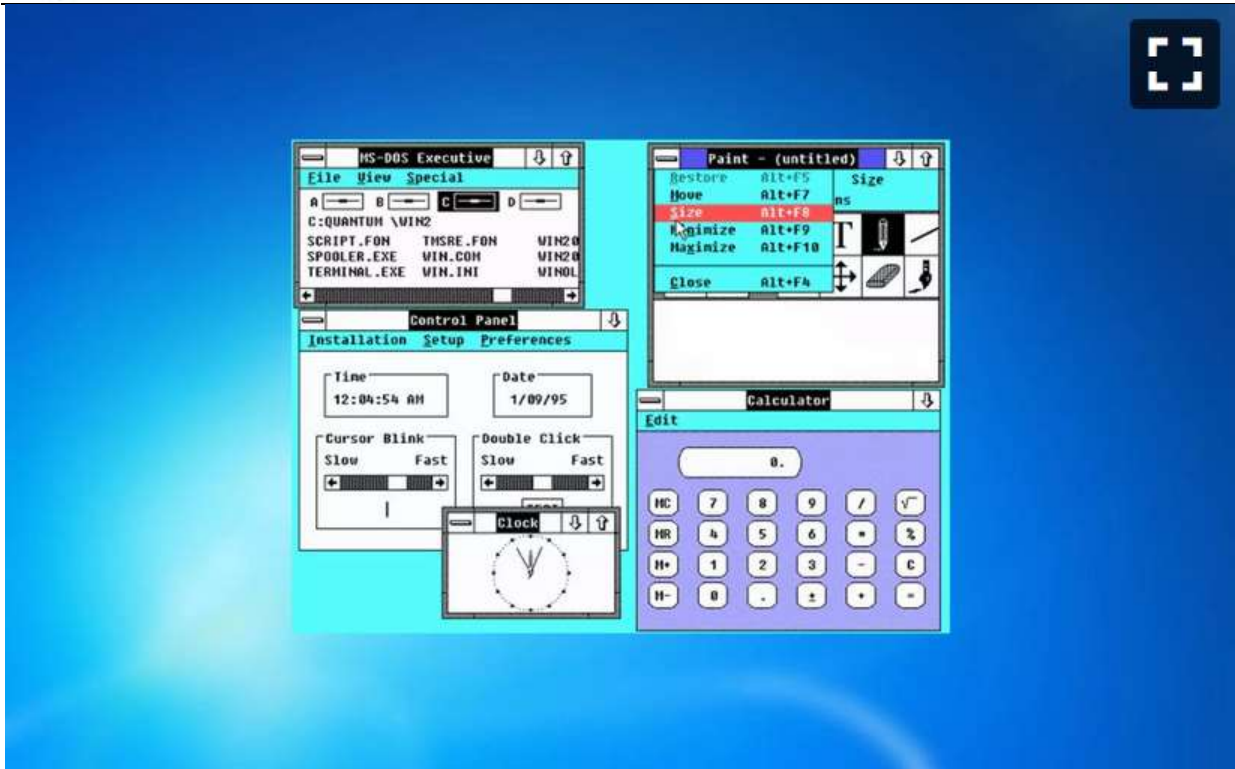 MS-DOS Executive
File View Special
A B C D
C:QUANTUM \WIN2
SCRIPT.FON TMSRE.FON WIN20
SPOOLER.EXE WIN.COM WIN20
TERMINAL.EXE WIN.INI WINOL
Control Panel
Installation Setup Preferences
Time
12:04:54 AM
Date
1/09/95
Cursor Blink
Slow Fast
Double Click
Slow Fast
Clock
Paint - (untitled)
Size
ns
Restore Alt+F5
Move Alt+F7
Size Alt+F8
Minimize Alt+F9
Maximize Alt+F10
Close Alt+F4
T
Calculator
Edit
0.
MC 7 8 9 / √
MR 4 5 6 * %
M+ 1 2 3 - C
M- 0 . ± + =